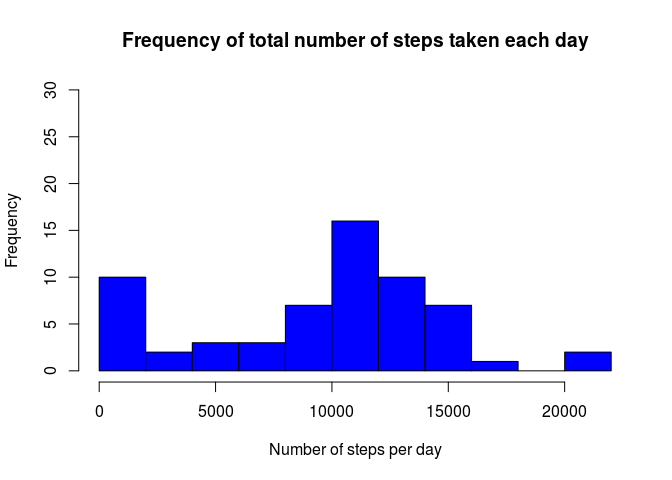 Frequency of total number of steps taken each day
Frequency
30
25
20
15
10
5
0
0 5000 10000 15000 20000
Number of steps per day